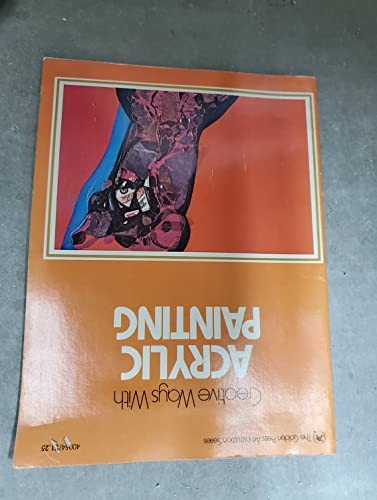 The Golden Press Art Instruction Series
Creative Ways With
ACRYLIC
PAINTING